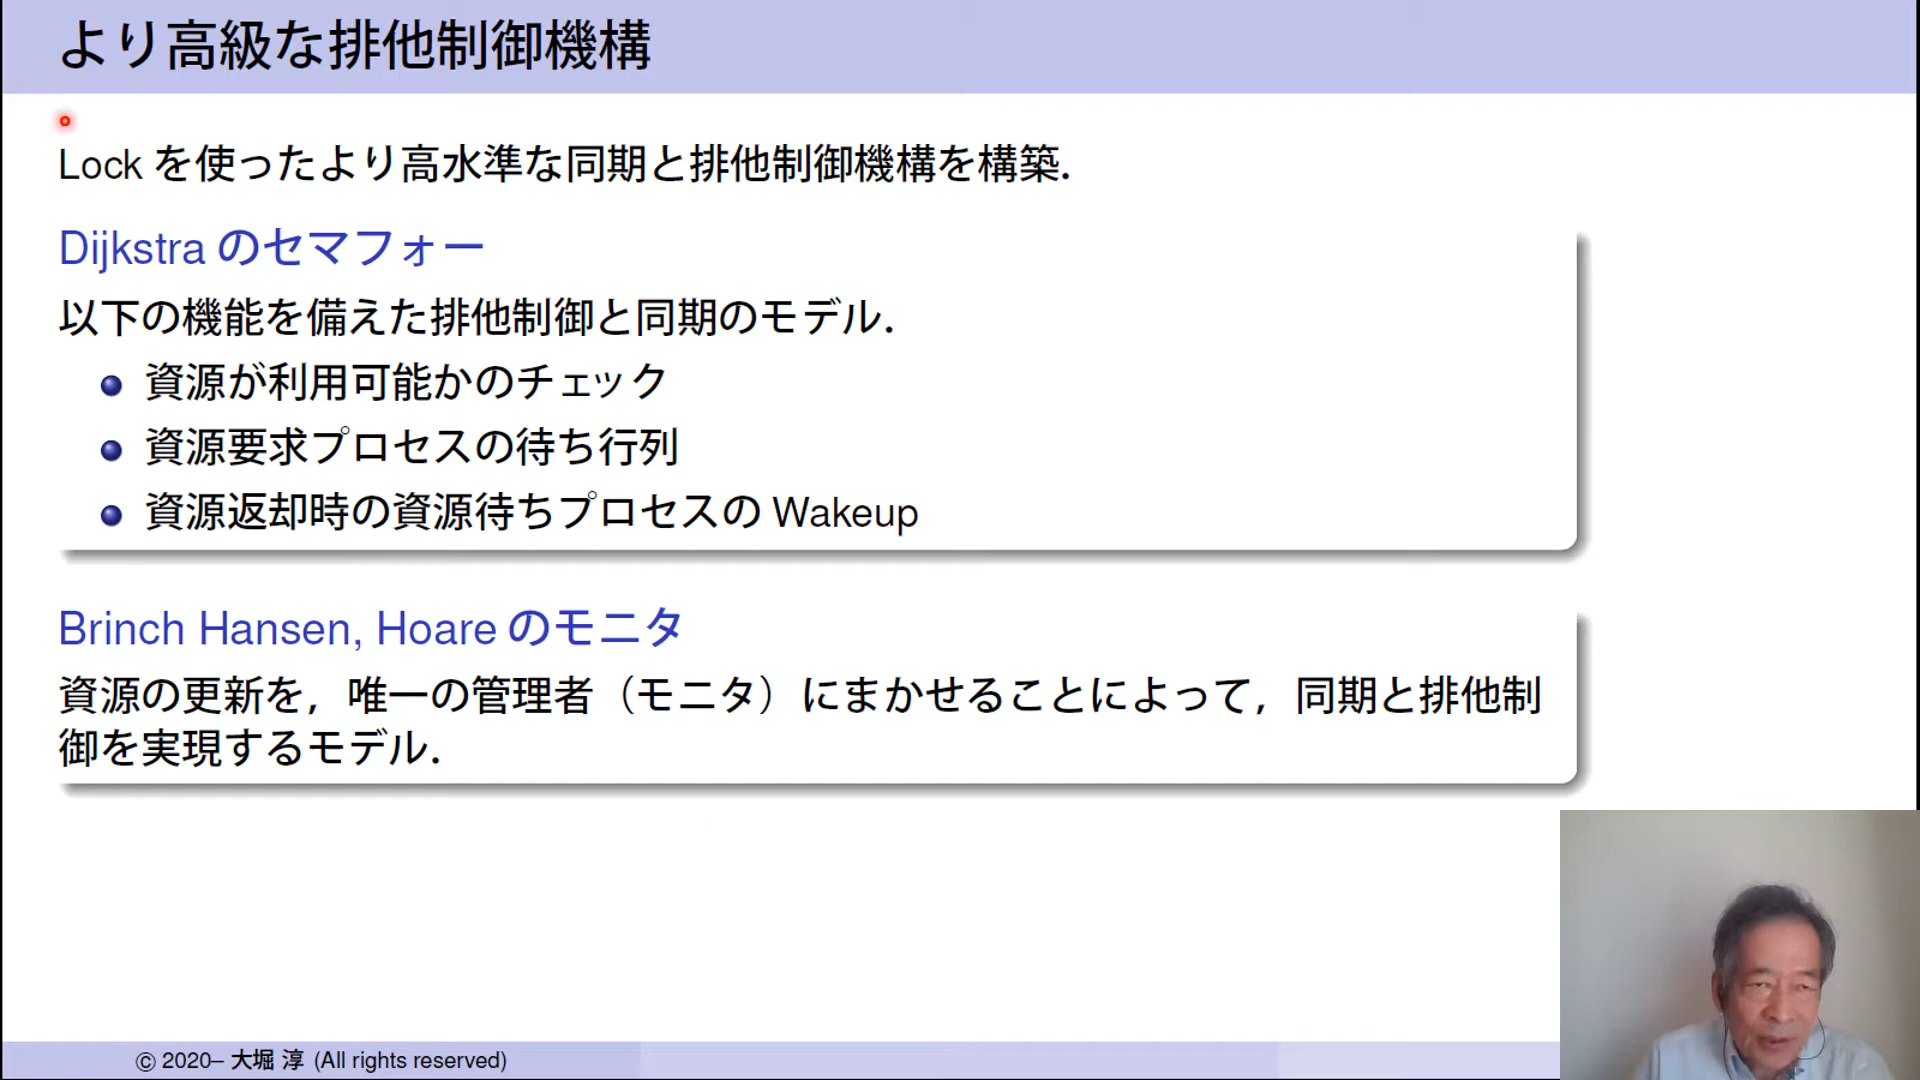 より高級な排他制御機構
Lock を使ったより高水準な同期と排他制御機構を構築．
Dijkstra のセマフォー
以下の機能を備えた排他制御と同期のモデル．
資源が利用可能かのチェック
資源要求プロセスの待ち行列
資源返却時の資源待ちプロセスの Wakeup
Brinch Hansen, Hoare のモニタ
資源の更新を，唯一の管理者（モニタ）にまかせることによって，同期と排他制
御を実現するモデル．
© 2020– 大堀 淳 (All rights reserved)